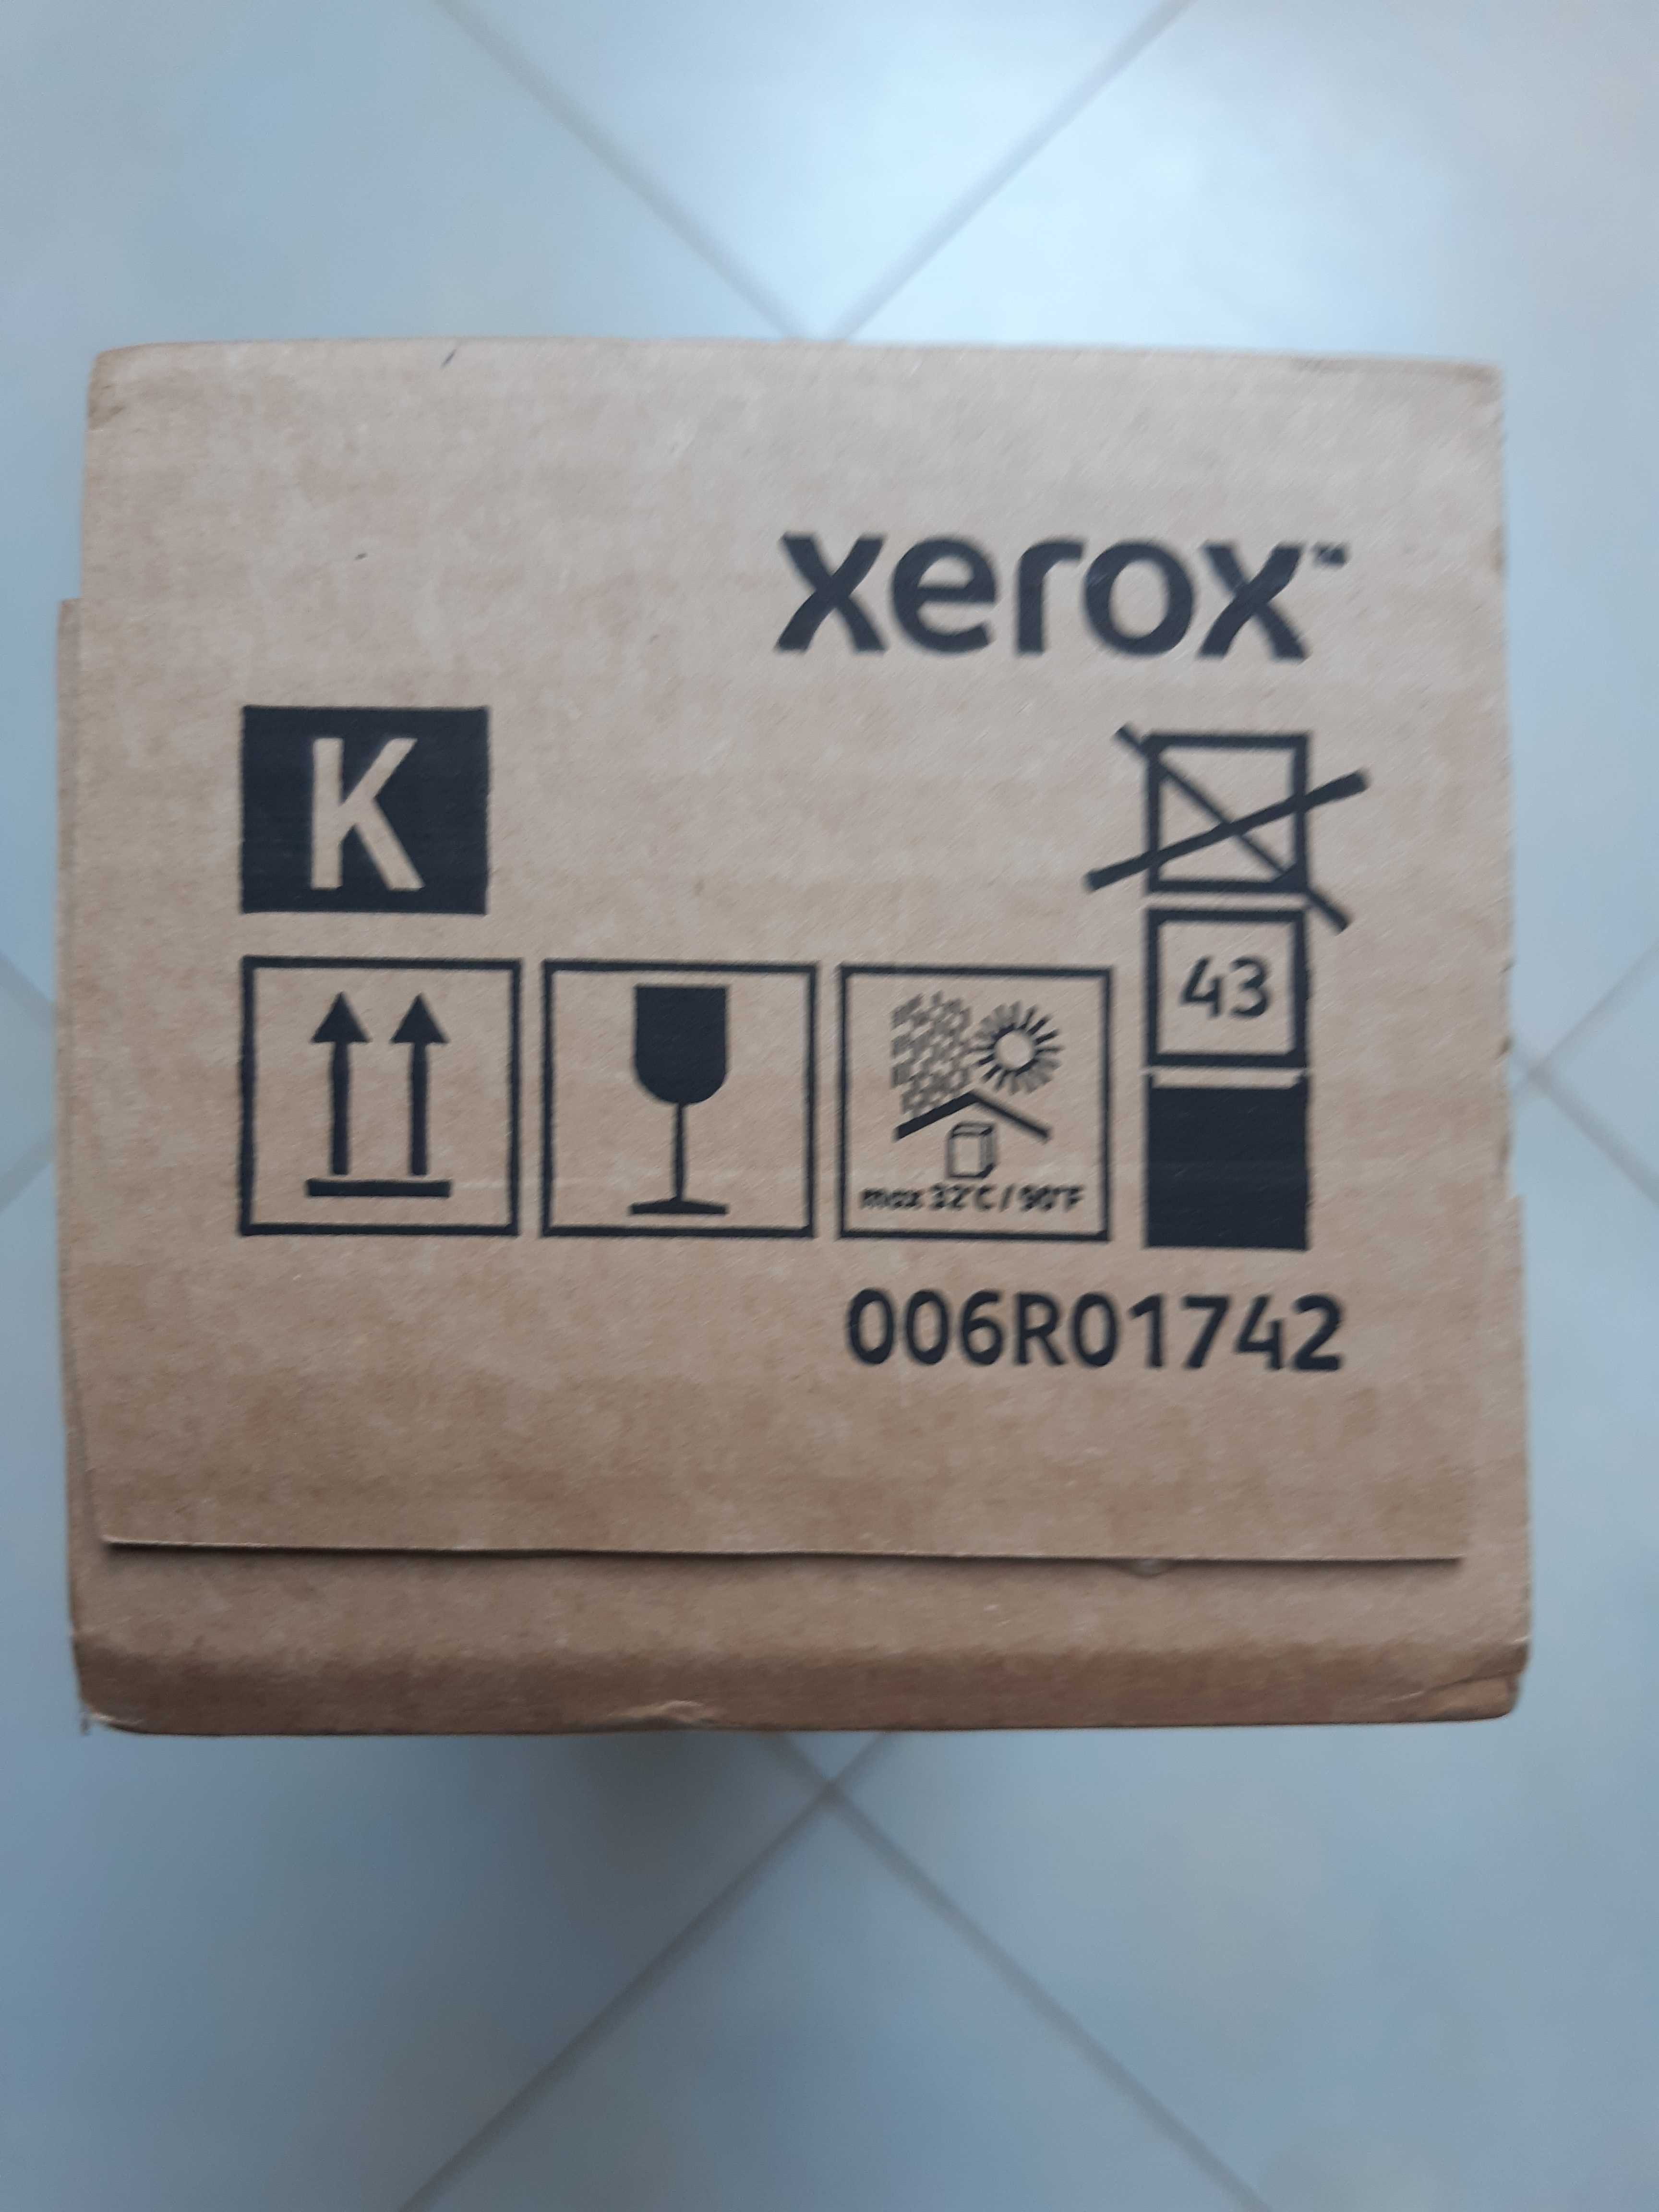 xerox™
K
43
max 32°C / 90°F
006R01742